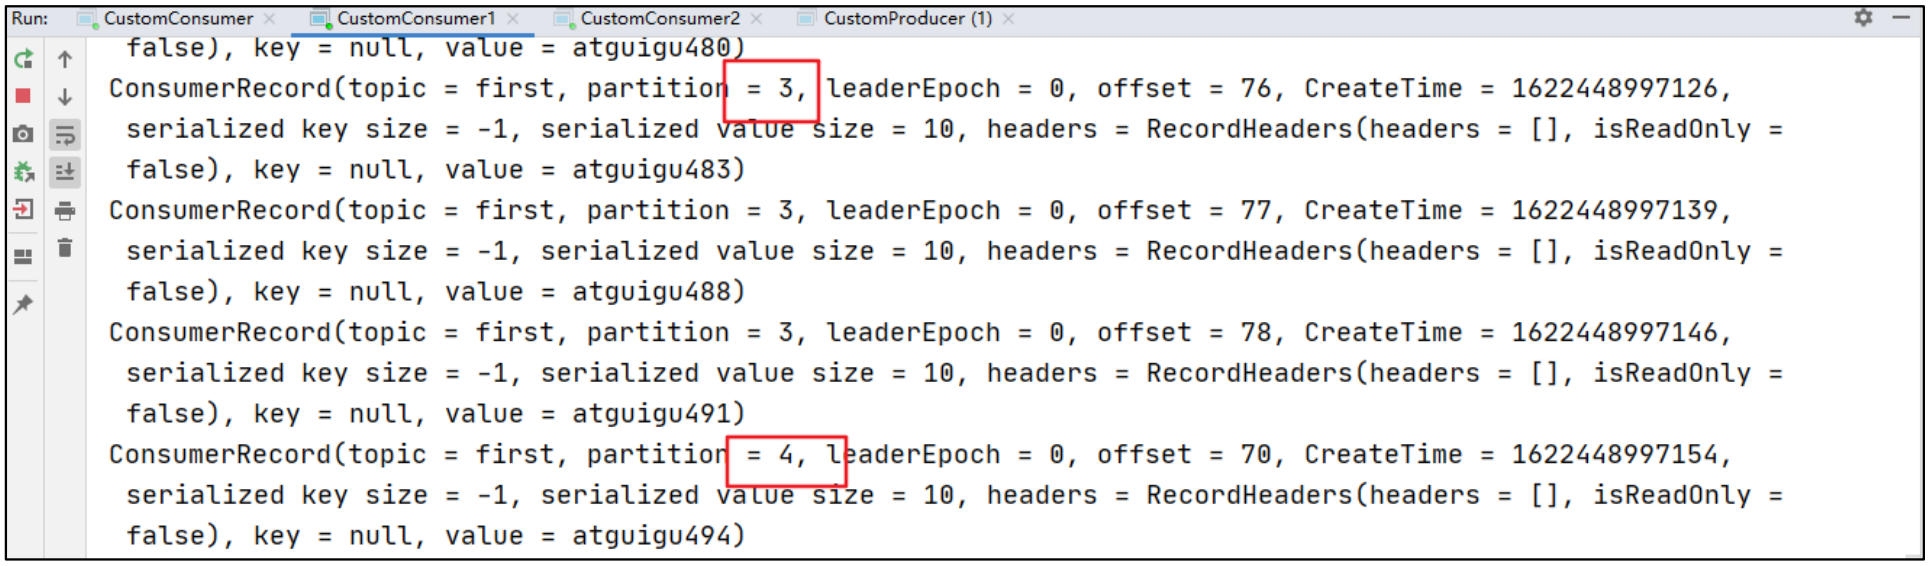 Run: CustomConsumer CustomConsumer1 CustomConsumer2 CustomProducer (1)
false), key = null, value = atguigu480)
ConsumerRecord(topic = first, partition = 3, leaderEpoch = 0, offset = 76, CreateTime = 1622448997126,
serialized key size = -1, serialized value size = 10, headers = RecordHeaders(headers = [], isReadOnly =
false), key = null, value = atguigu483)
ConsumerRecord(topic = first, partition = 3, leaderEpoch = 0, offset = 77, CreateTime = 1622448997139,
serialized key size = -1, serialized value size = 10, headers = RecordHeaders(headers = [], isReadOnly =
false), key = null, value = atguigu488)
ConsumerRecord(topic = first, partition = 3, leaderEpoch = 0, offset = 78, CreateTime = 1622448997146,
serialized key size = -1, serialized value size = 10, headers = RecordHeaders(headers = [], isReadOnly =
false), key = null, value = atguigu491)
ConsumerRecord(topic = first, partition = 4, leaderEpoch = 0, offset = 70, CreateTime = 1622448997154,
serialized key size = -1, serialized value size = 10, headers = RecordHeaders(headers = [], isReadOnly =
false), key = null, value = atguigu494)